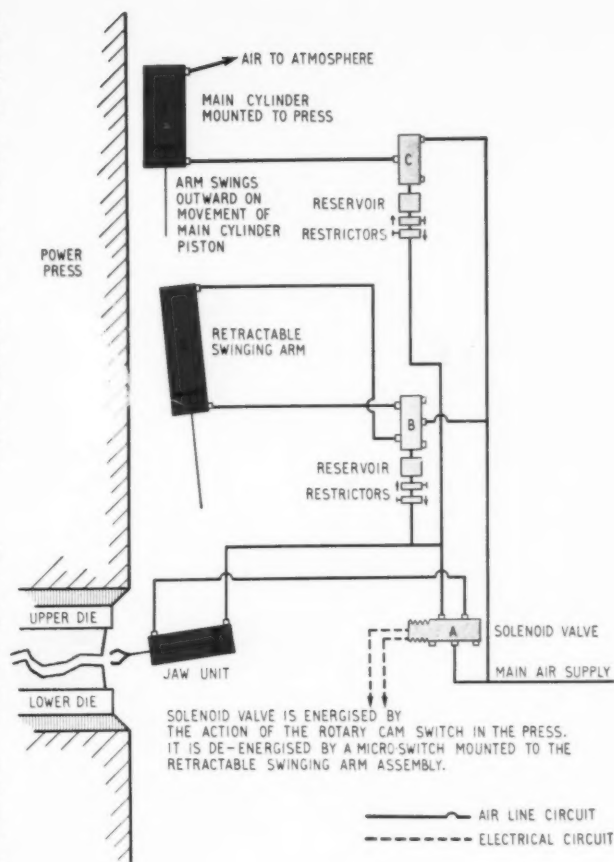 AIR TO ATMOSPHERE
MAIN CYLINDER
MOUNTED TO PRESS
C
ARM SWINGS
OUTWARD ON
MOVEMENT OF
MAIN CYLINDER
PISTON
RESERVOIR
RESTRICTORS
POWER
PRESS
RETRACTABLE
SWINGING ARM
B
RESERVOIR
RESTRICTORS
UPPER DIE
A
SOLENOID VALVE
JAW UNIT
MAIN AIR SUPPLY
LOWER DIE
SOLENOID VALVE IS ENERGISED BY
THE ACTION OF THE ROTARY CAM SWITCH IN THE PRESS.
IT IS DE-ENERGISED BY A MICRO-SWITCH MOUNTED TO THE
RETRACTABLE SWINGING ARM ASSEMBLY.
AIR LINE CIRCUIT
ELECTRICAL CIRCUIT